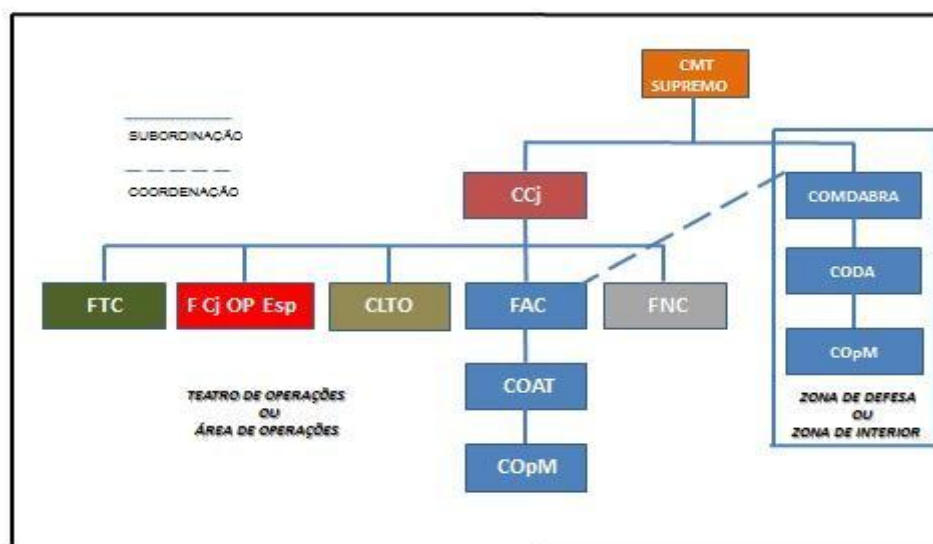 CMT
SUPREMO
SUBORDINAÇÃO
COORDENAÇÃO
CCj
COMDABRA
CODA
COpM
FTC
F Cj OP Esp
CLTO
FAC
FNC
COAT
COpM
TEATRO DE OPERAÇÕES
OU
ÁREA DE OPERAÇÕES
ZONA DE DEFESA
OU
ZONA DE INTERIOR